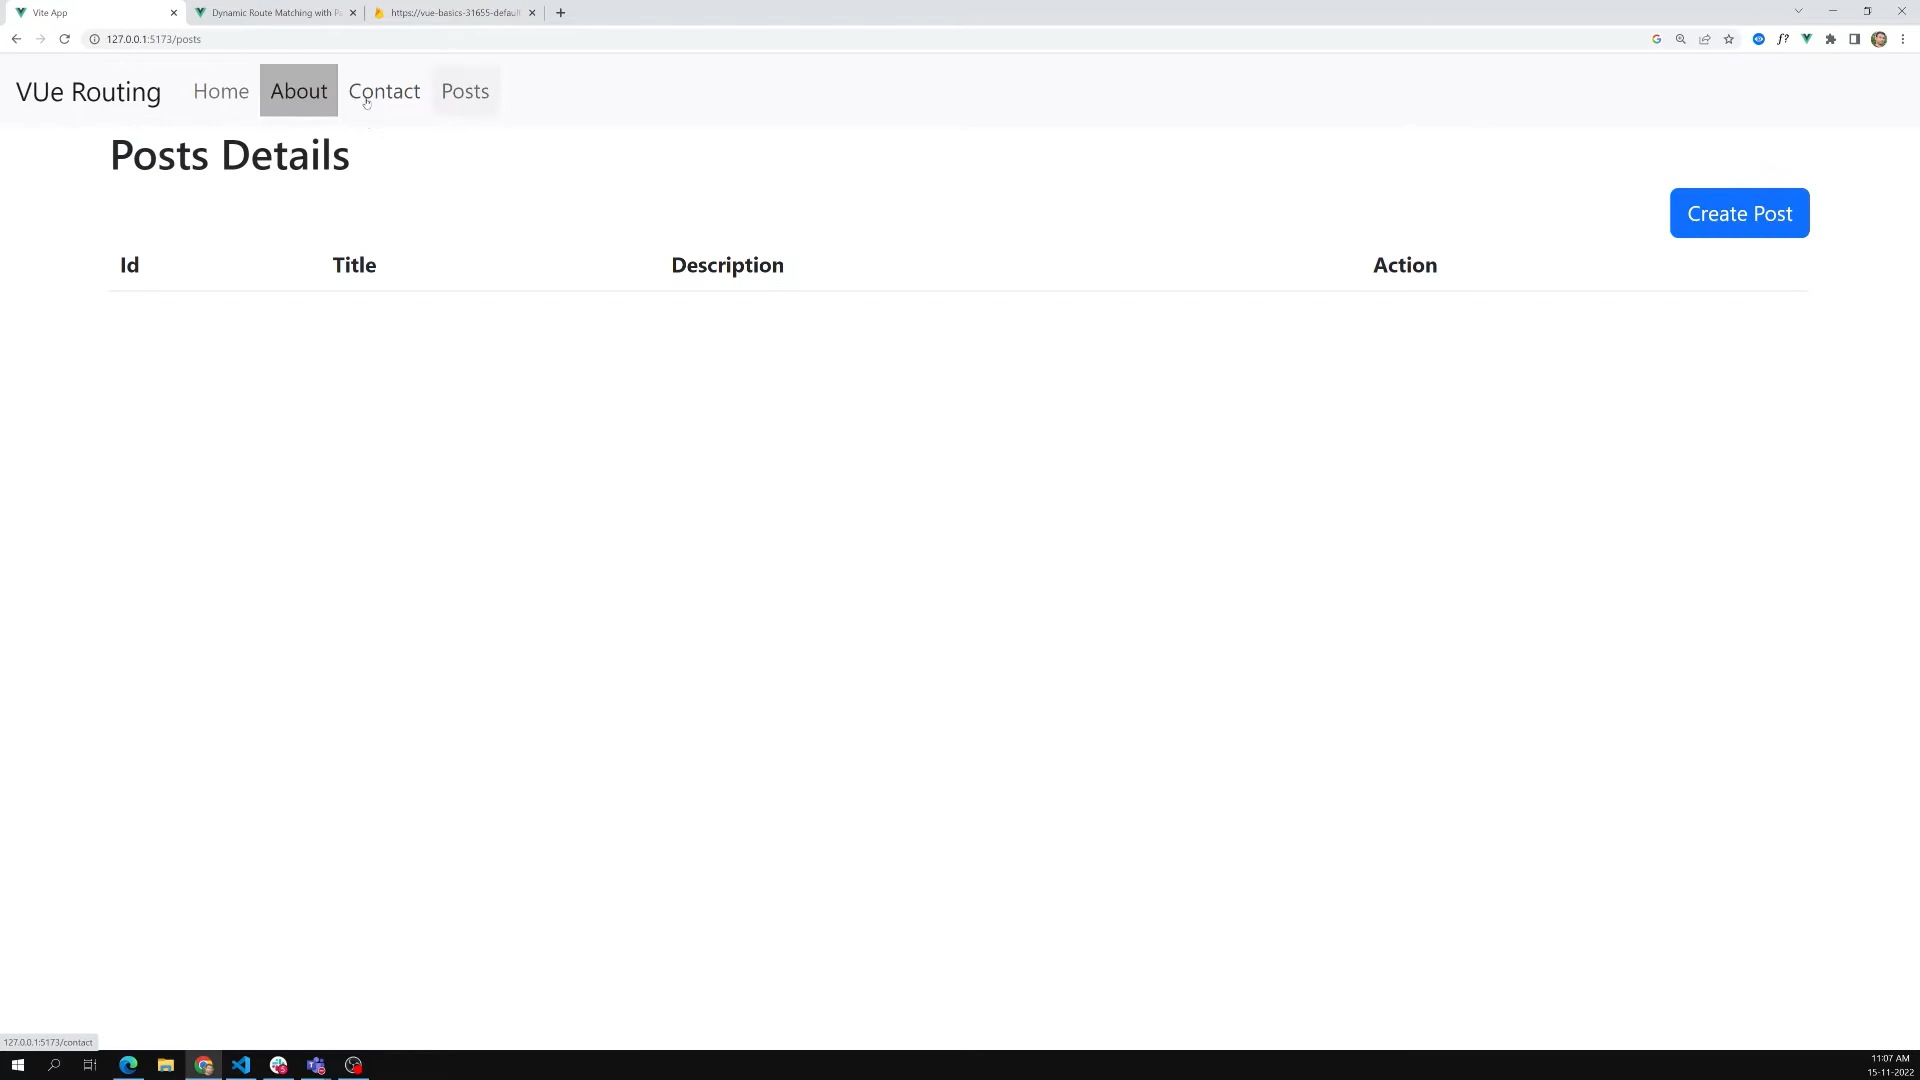 Vite App
Dynamic Route Matching with Pa
https://vue-basics-31655-default
127.0.0.1:5173/posts
VUe Routing Home About Contact Posts
Posts Details
Create Post
Id Title Description Action
127.0.0.1:5173/contact
11:07 AM
15-11-2022